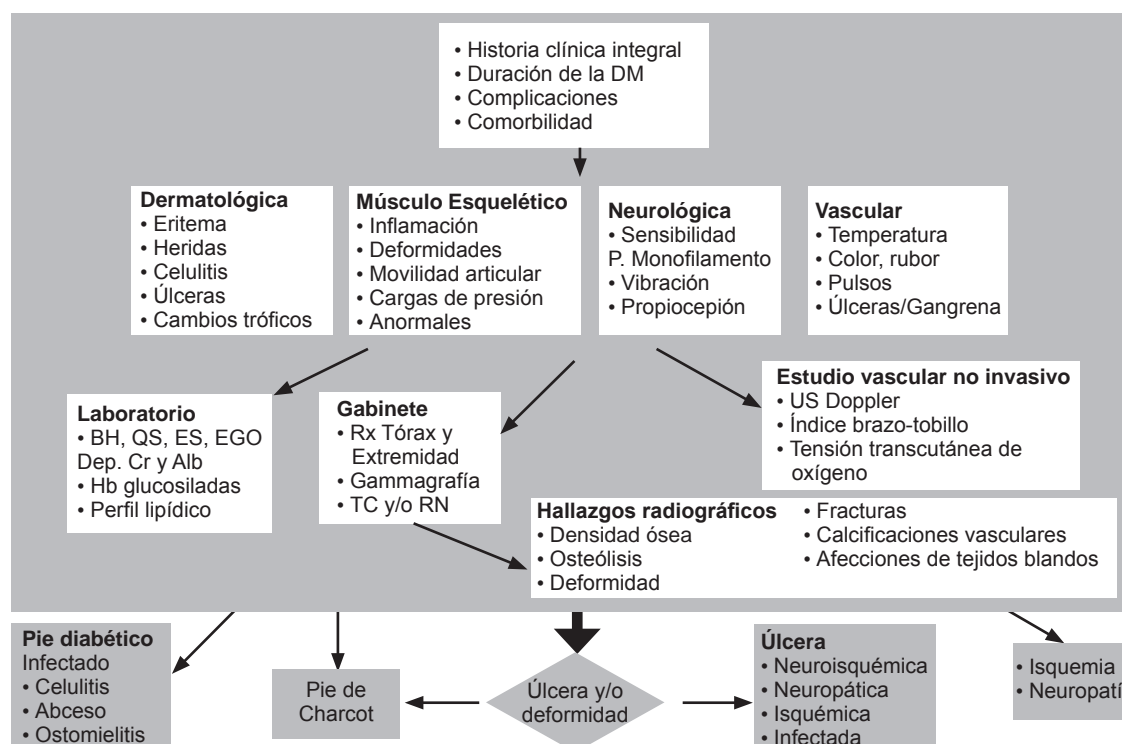 • Historia clínica integral
• Duración de la DM
• Complicaciones
• Comorbilidad
Dermatológica
• Eritema
• Heridas
• Celulitis
• Úlceras
• Cambios tróficos
Músculo Esquelético
• Inflamación
• Deformidades
• Movilidad articular
• Cargas de presión
• Anormales
Neurológica
• Sensibilidad
P. Monofilamento
• Vibración
• Propiocepión
Vascular
• Temperatura
• Color, rubor
• Pulsos
• Úlceras/Gangrena
Laboratorio
• BH, QS, ES, EGO
Dep. Cr y Alb
• Hb glucosiladas
• Perfil lipídico
Gabinete
• Rx Tórax y
Extremidad
• Gammagrafía
• TC y/o RN
Estudio vascular no invasivo
• US Doppler
• Índice brazo-tobillo
• Tensión transcutánea de
oxígeno
Hallazgos radiográficos
• Densidad ósea
• Osteólisis
• Deformidad
• Fracturas
• Calcificaciones vasculares
• Afecciones de tejidos blandos
Pie diabético
Infectado
• Celulitis
• Abceso
• Ostomielitis
Pie de
Charcot
Úlcera y/o
deformidad
Úlcera
• Neuroisquémica
• Neuropática
• Isquémica
• Infectada
• Isquemia
• Neuropatí